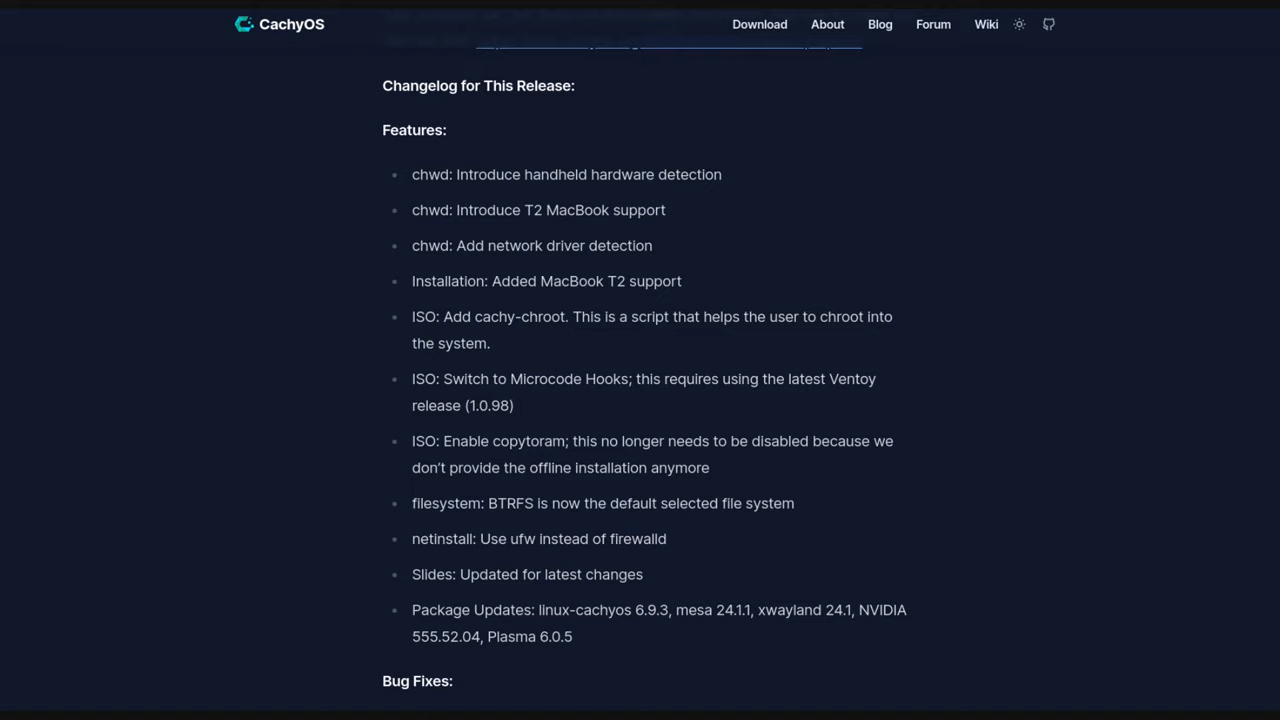 CachyOS
Download
About
Blog
Forum
Wiki
Changelog for This Release:
Features:
chwd: Introduce handheld hardware detection
chwd: Introduce T2 MacBook support
chwd: Add network driver detection
Installation: Added MacBook T2 support
ISO: Add cachy-chroot. This is a script that helps the user to chroot into
the system.
ISO: Switch to Microcode Hooks; this requires using the latest Ventoy
release (1.0.98)
ISO: Enable copytoram; this no longer needs to be disabled because we
don’t provide the offline installation anymore
filesystem: BTRFS is now the default selected file system
netinstall: Use ufw instead of firewalld
Slides: Updated for latest changes
Package Updates: linux-cachyos 6.9.3, mesa 24.1.1, xwayland 24.1, NVIDIA
555.52.04, Plasma 6.0.5
Bug Fixes: